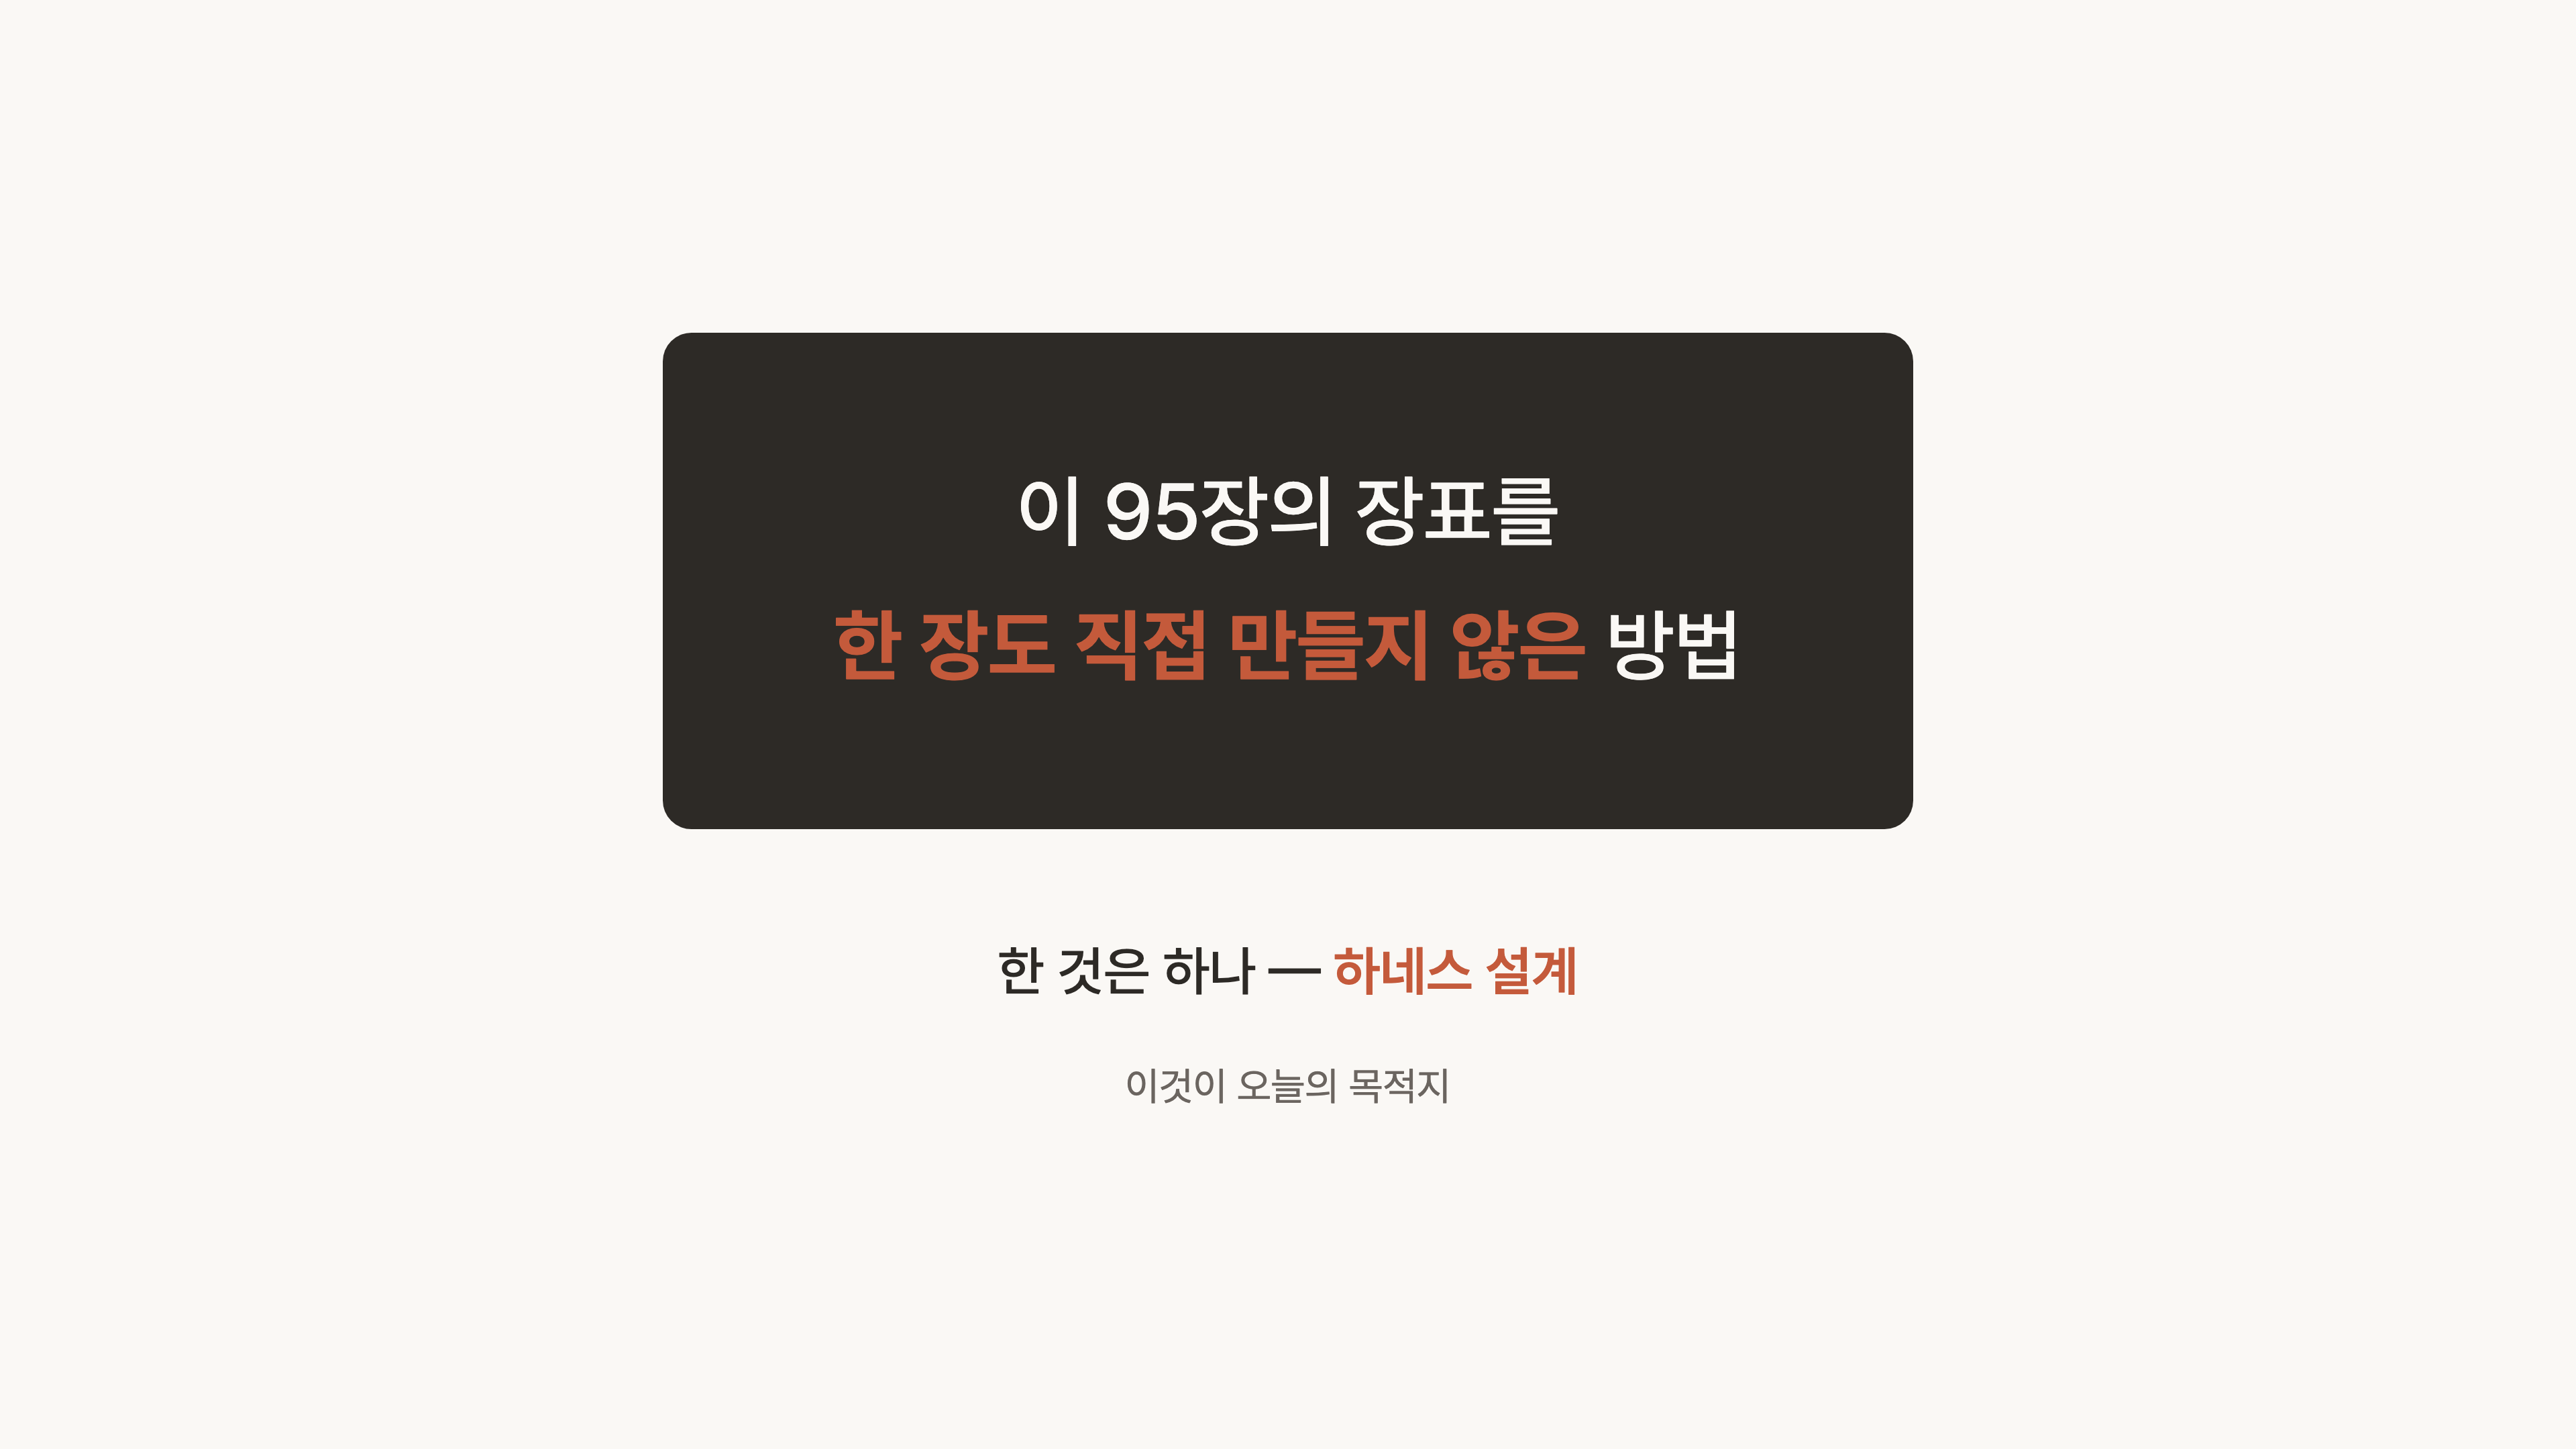 이 95장의 장표를
한 장도 직접 만들지 않은 방법
한 것은 하나 — 하네스 설계
이것이 오늘의 목적지